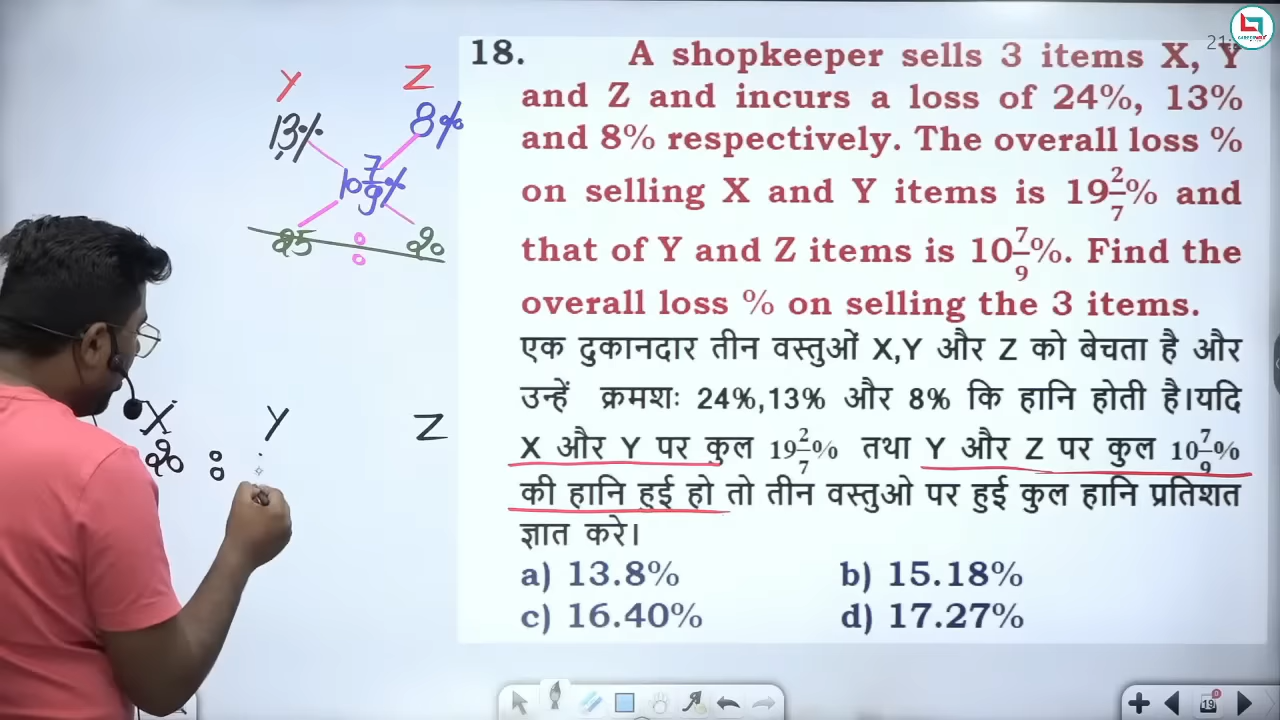 Y Z
13% 8%
10 7/9 %
25 : 20
X Y Z
20 :
18. A shopkeeper sells 3 items X, Y
and Z and incurs a loss of 24%, 13%
and 8% respectively. The overall loss %
on selling X and Y items is 19 2/7 % and
that of Y and Z items is 10 7/9 %. Find the
overall loss % on selling the 3 items.
एक दुकानदार तीन वस्तुओं X,Y और Z को बेचता है और
उन्हें क्रमशः 24%,13% और 8% कि हानि होती है।यदि
X और Y पर कुल 19 2/7 % तथा Y और Z पर कुल 10 7/9 %
की हानि हुई हो तो तीन वस्तुओ पर हुई कुल हानि प्रतिशत
ज्ञात करे।
a) 13.8% b) 15.18%
c) 16.40% d) 17.27%
19